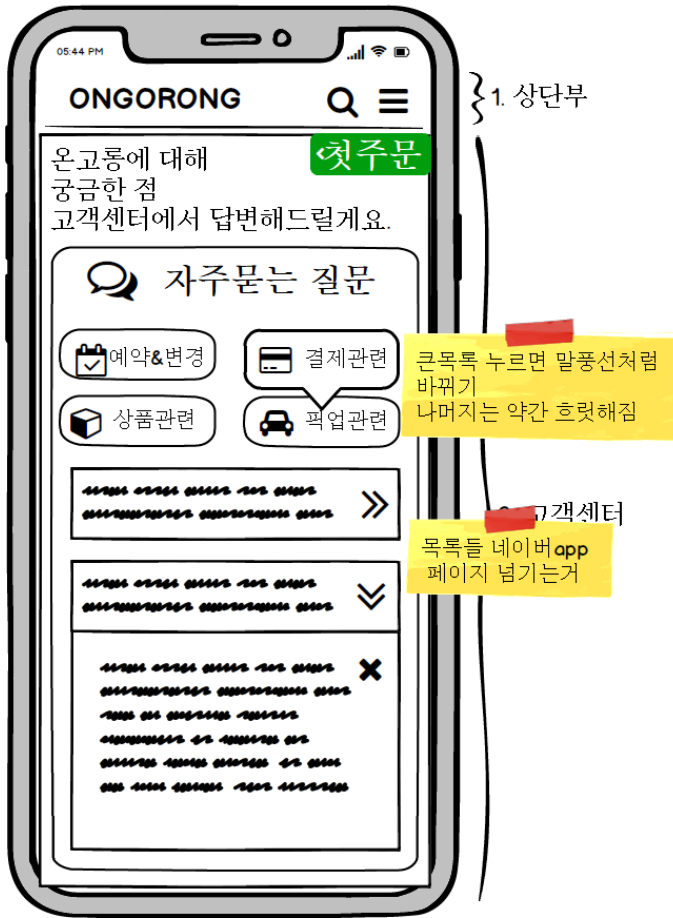 05:44 PM
ONGORONG
1. 상단부
온고롱에 대해
궁금한 점
고객센터에서 답변해드릴게요.
<첫주문
자주묻는 질문
예약&변경
결제관련
상품관련
픽업관련
큰목록 누르면 말풍선처럼
바뀌기
나머지는 약간 흐릿해짐
고객센터
목록들 네이버app
페이지 넘기는거